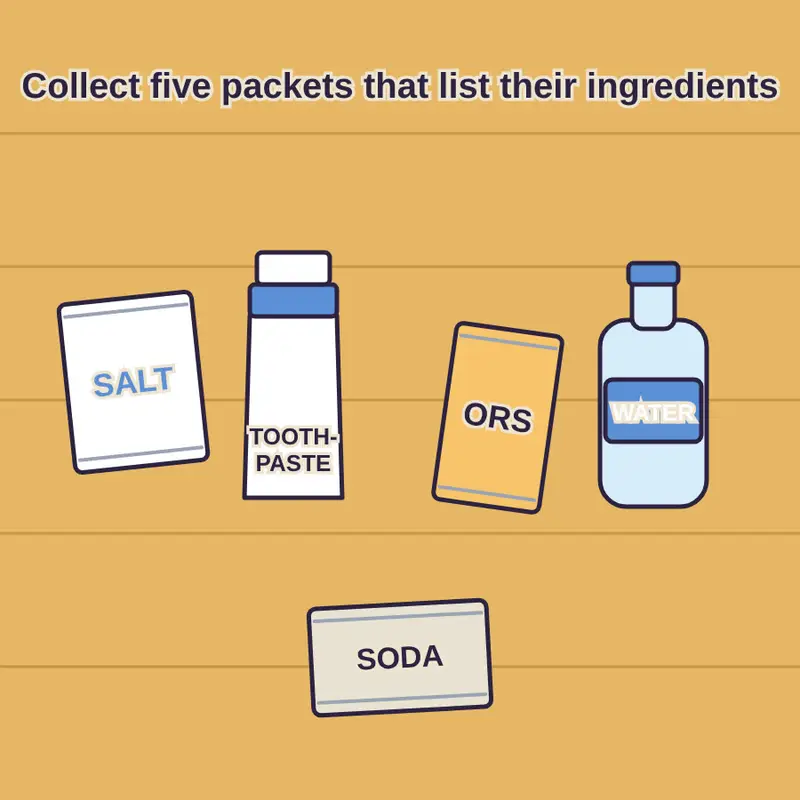 Collect five packets that list their ingredients
SALT
TOOTH-
PASTE
ORS
WATER
SODA